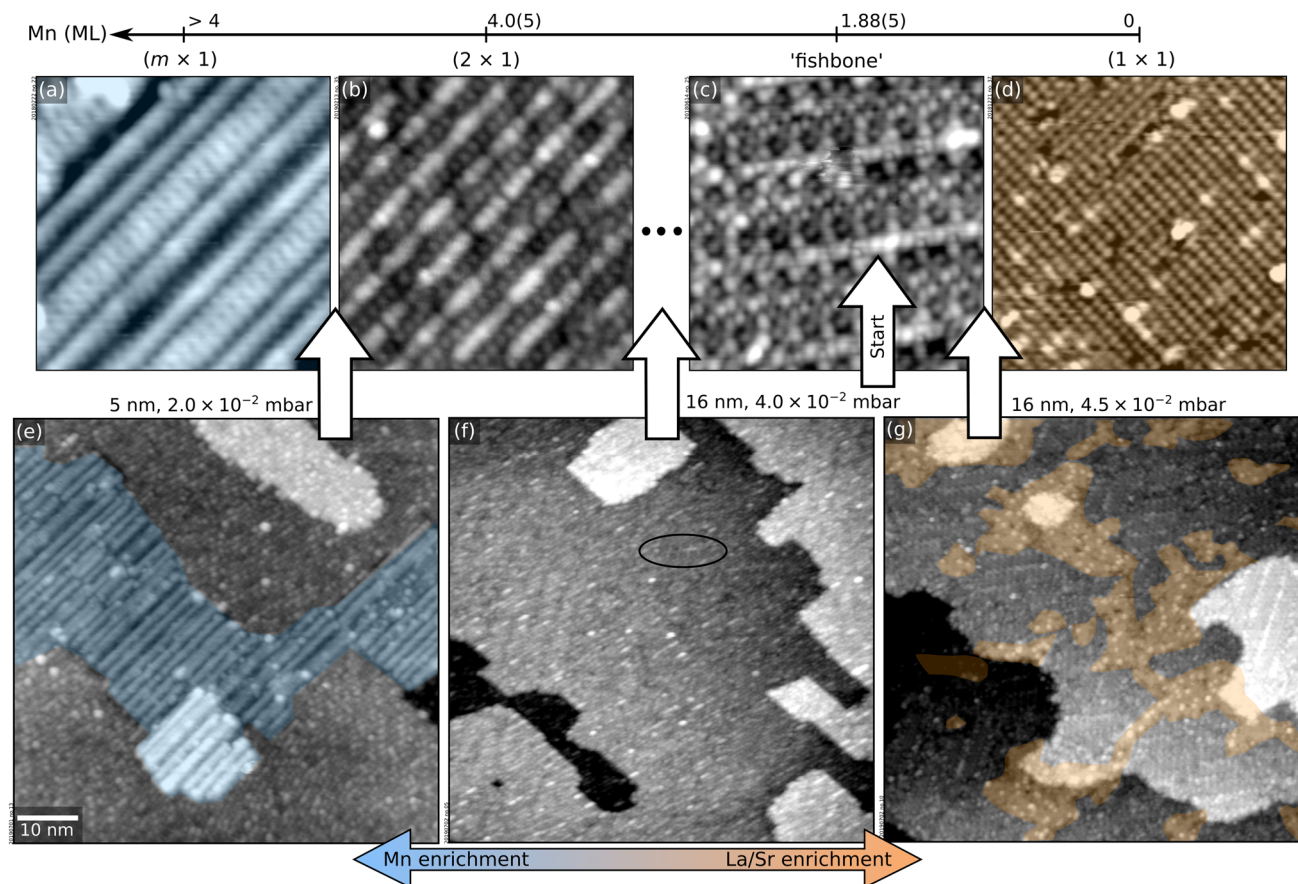 Mn (ML) > 4 4.0(5) 1.88(5) 0
(m × 1) (2 × 1) 'fishbone' (1 × 1)
(a) (b) (c) (d)
Start
5 nm, 2.0 × 10⁻² mbar 16 nm, 4.0 × 10⁻² mbar 16 nm, 4.5 × 10⁻² mbar
(e) (f) (g)
10 nm
Mn enrichment La/Sr enrichment